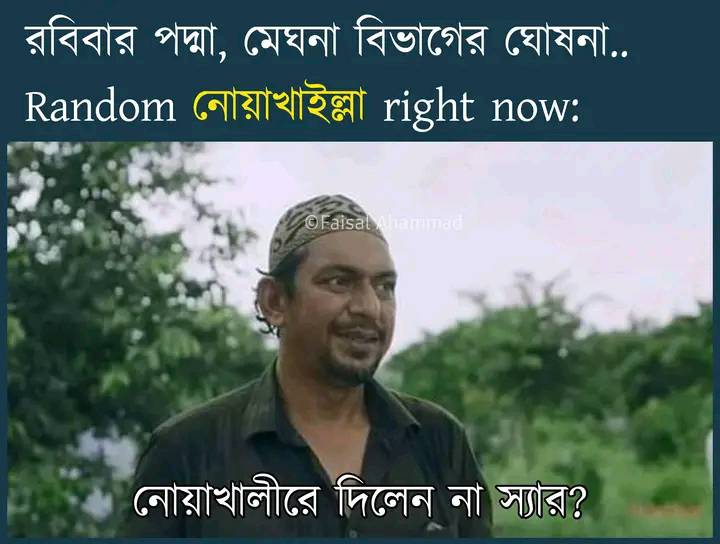 রবিবার পদ্মা, মেঘনা বিভাগের ঘোষনা..
Random নোয়াখাইল্লা right now:
©Faisal Ahammad
নোয়াখালীরে দিলেন না স্যার?